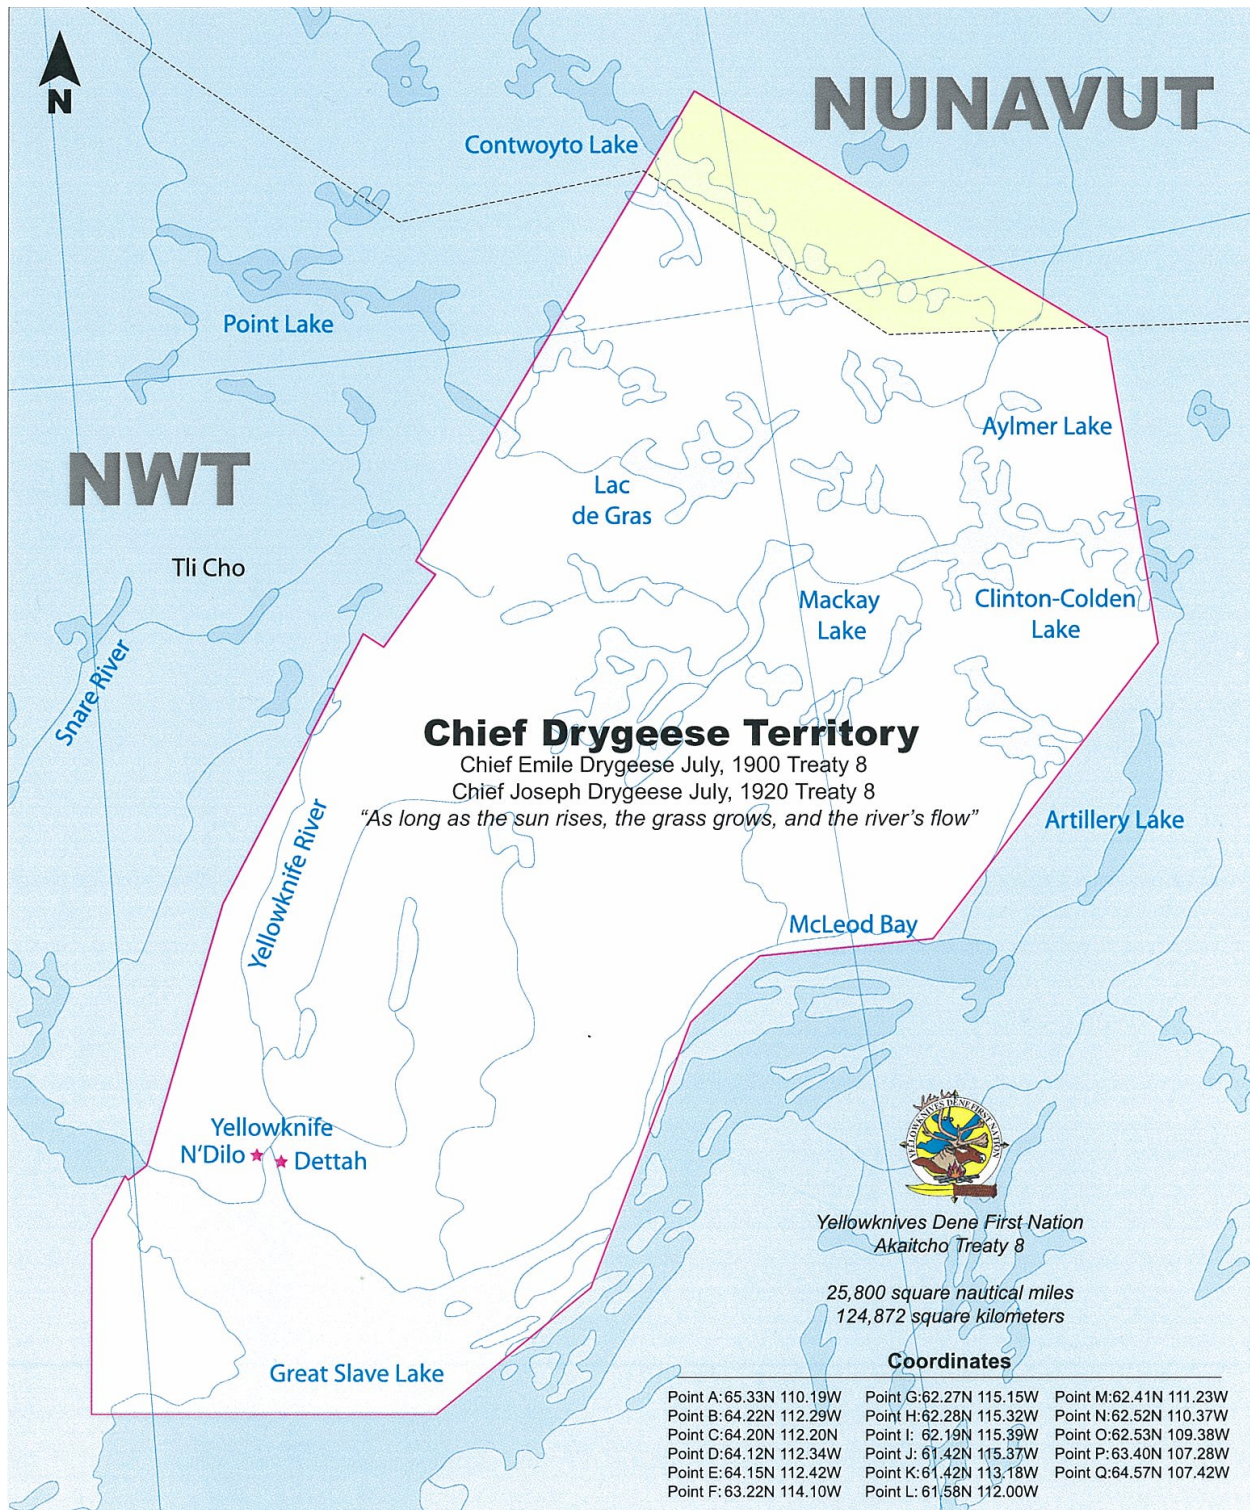 N
NUNAVUT
Contwoyto Lake
Point Lake
Aylmer Lake
NWT
Lac
de Gras
Tli Cho
Mackay
Lake
Clinton-Colden
Lake
Snare River
Chief Drygeese Territory
Chief Emile Drygeese July, 1900 Treaty 8
Chief Joseph Drygeese July, 1920 Treaty 8
“As long as the sun rises, the grass grows, and the river’s flow”
Artillery Lake
Yellowknife River
McLeod Bay
Yellowknife
N'Dilo
Dettah
YELLOWKNIVES DENE FIRST NATION
Yellowknives Dene First Nation
Akaitcho Treaty 8
25,800 square nautical miles
124,872 square kilometers
Great Slave Lake
Coordinates
Point A:65.33N 110.19W
Point B:64.22N 112.29W
Point C:64.20N 112.20N
Point D:64.12N 112.34W
Point E:64.15N 112.42W
Point F:63.22N 114.10W
Point G:62.27N 115.15W
Point H:62.28N 115.32W
Point I: 62.19N 115.39W
Point J: 61.42N 115.37W
Point K:61.42N 113.18W
Point L: 61.58N 112.00W
Point M:62.41N 111.23W
Point N:62.52N 110.37W
Point O:62.53N 109.38W
Point P:63.40N 107.28W
Point Q:64.57N 107.42W